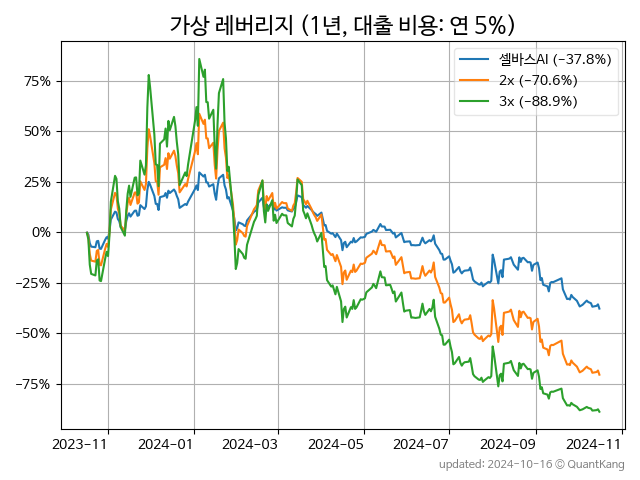 가상 레버리지 (1년, 대출 비용: 연 5%)
셀바스AI (-37.8%)
2x (-70.6%)
3x (-88.9%)
75%
50%
25%
0%
-25%
-50%
-75%
2023-11 2024-01 2024-03 2024-05 2024-07 2024-09 2024-11
updated: 2024-10-16 © QuantKang